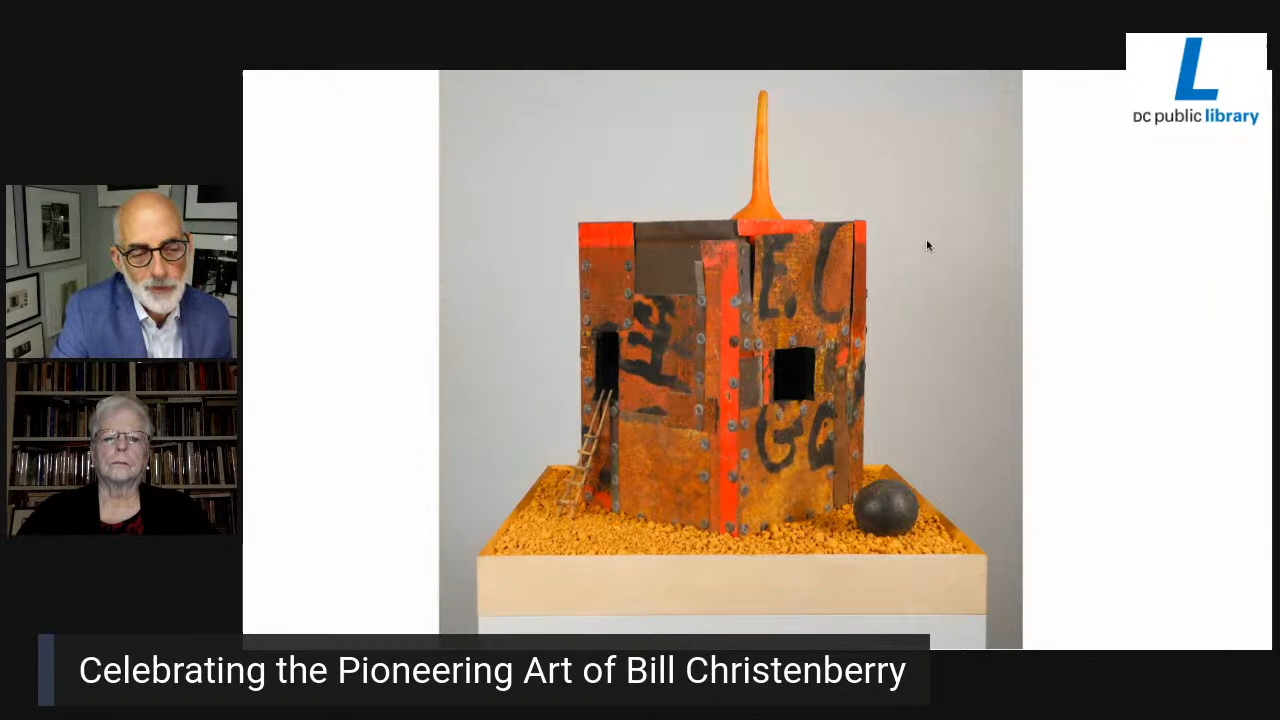 L
DC public library
E.C
Celebrating the Pioneering Art of Bill Christenberry